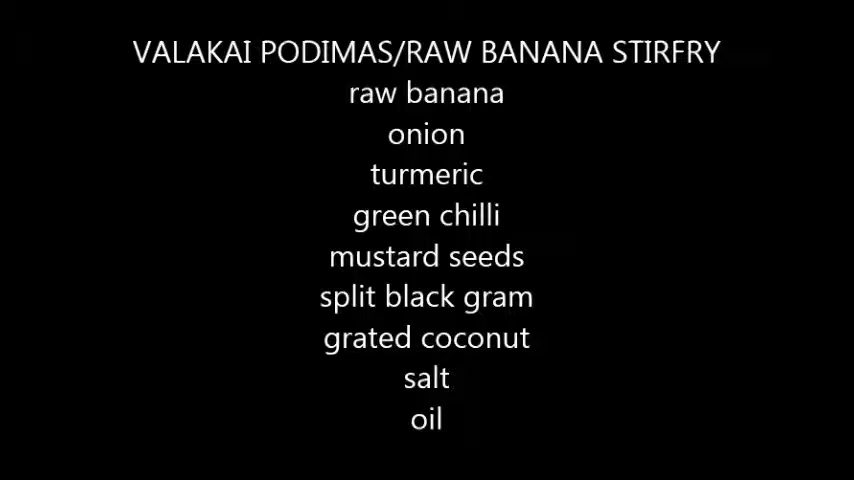 VALAKAI PODIMAS/RAW BANANA STIRFRY
raw banana
onion
turmeric
green chilli
mustard seeds
split black gram
grated coconut
salt
oil